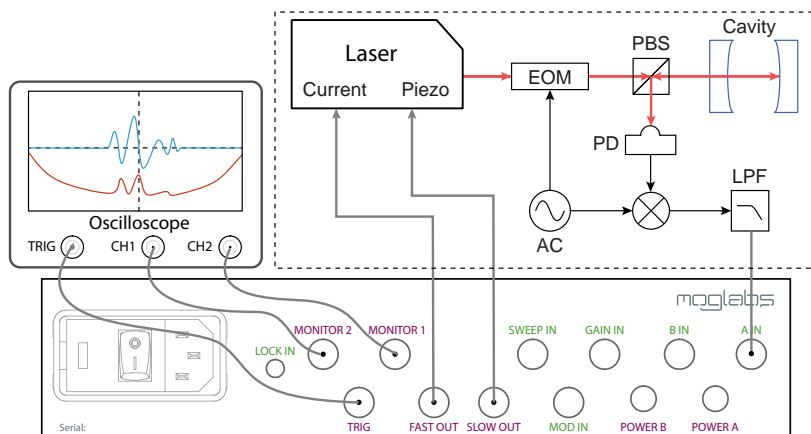 Laser
Current
Piezo
EOM
PBS
Cavity
PD
AC
LPF
Oscilloscope
TRIG
CH1
CH2
moglabs
LOCK IN
MONITOR 2
MONITOR 1
SWEEP IN
GAIN IN
B IN
A IN
TRIG
FAST OUT
SLOW OUT
MOD IN
POWER B
POWER A
Serial: